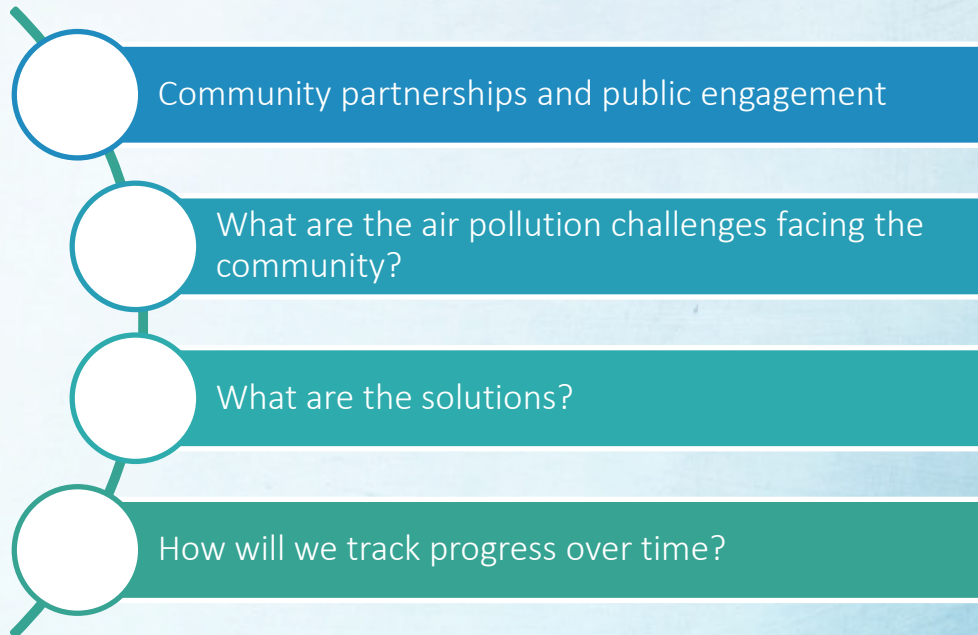 Community partnerships and public engagement
What are the air pollution challenges facing the
community?
What are the solutions?
How will we track progress over time?